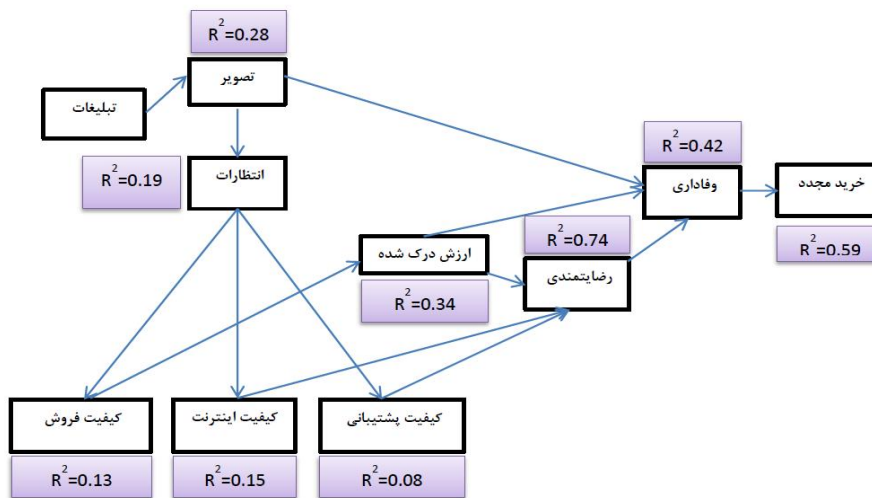 R²=0.28
تصویر
تبلیغات
R²=0.19
انتظارات
R²=0.42
وفاداری
خرید مجدد
R²=0.59
R²=0.74
ارزش درک شده
رضایتمندی
R²=0.34
کیفیت فروش
کیفیت اینترنت
کیفیت پشتیبانی
R²=0.13
R²=0.15
R²=0.08